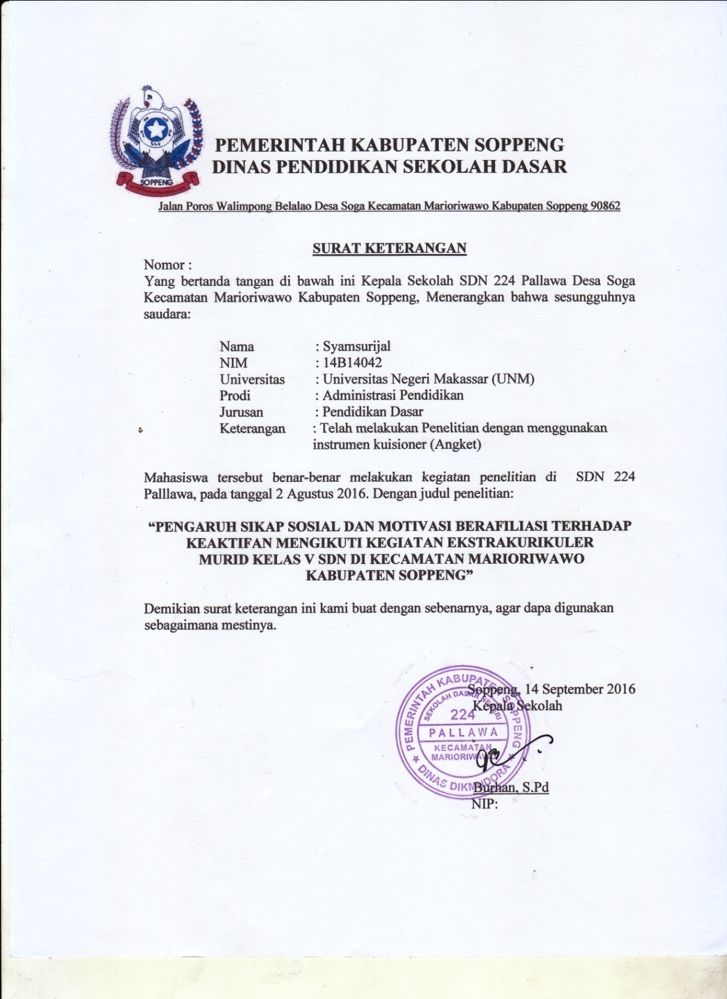 SOPPENG
PEMERINTAH KABUPATEN SOPPENG
DINAS PENDIDIKAN SEKOLAH DASAR
Jalan Poros Walimpong Belalao Desa Soga Kecamatan Marioriwawo Kabupaten Soppeng 90862
SURAT KETERANGAN
Nomor :
Yang bertanda tangan di bawah ini Kepala Sekolah SDN 224 Pallawa Desa Soga
Kecamatan Marioriwawo Kabupaten Soppeng, Menerangkan bahwa sesungguhnya
saudara:
Nama : Syamsurijal
NIM : 14B14042
Universitas : Universitas Negeri Makassar (UNM)
Prodi : Administrasi Pendidikan
Jurusan : Pendidikan Dasar
Keterangan : Telah melakukan Penelitian dengan menggunakan
instrumen kuisioner (Angket)
Mahasiswa tersebut benar-benar melakukan kegiatan penelitian di SDN 224
Palllawa, pada tanggal 2 Agustus 2016. Dengan judul penelitian:
“PENGARUH SIKAP SOSIAL DAN MOTIVASI BERAFILIASI TERHADAP
KEAKTIFAN MENGIKUTI KEGIATAN EKSTRAKURIKULER
MURID KELAS V SDN DI KECAMATAN MARIORIWAWO
KABUPATEN SOPPENG”
Demikian surat keterangan ini kami buat dengan sebenarnya, agar dapa digunakan
sebagaimana mestinya.
Soppeng, 14 September 2016
Kepala Sekolah
PEMERINTAH KABUPATEN SOPPENG
SEKOLAH DASAR NEGERI
224
PALLAWA
KECAMATAN
MARIORIWAWO
DINAS DIKMUDORA
Burhan, S.Pd
NIP: